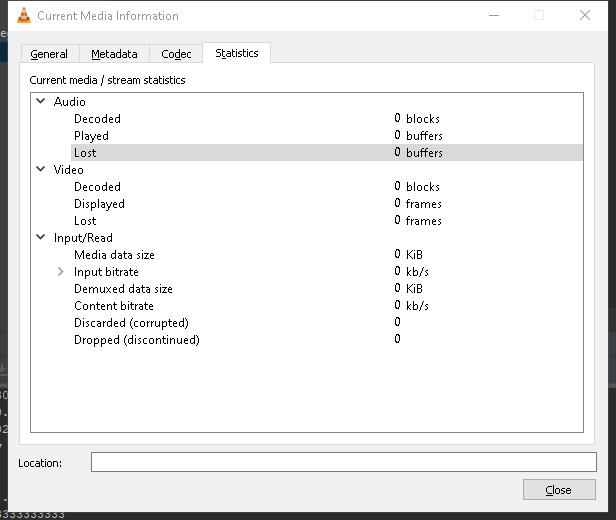 Current Media Information
General Metadata Codec Statistics
Current media / stream statistics
Audio
Decoded 0 blocks
Played 0 buffers
Lost 0 buffers
Video
Decoded 0 blocks
Displayed 0 frames
Lost 0 frames
Input/Read
Media data size 0 KiB
Input bitrate 0 kb/s
Demuxed data size 0 KiB
Content bitrate 0 kb/s
Discarded (corrupted) 0
Dropped (discontinued) 0
Location:
Close